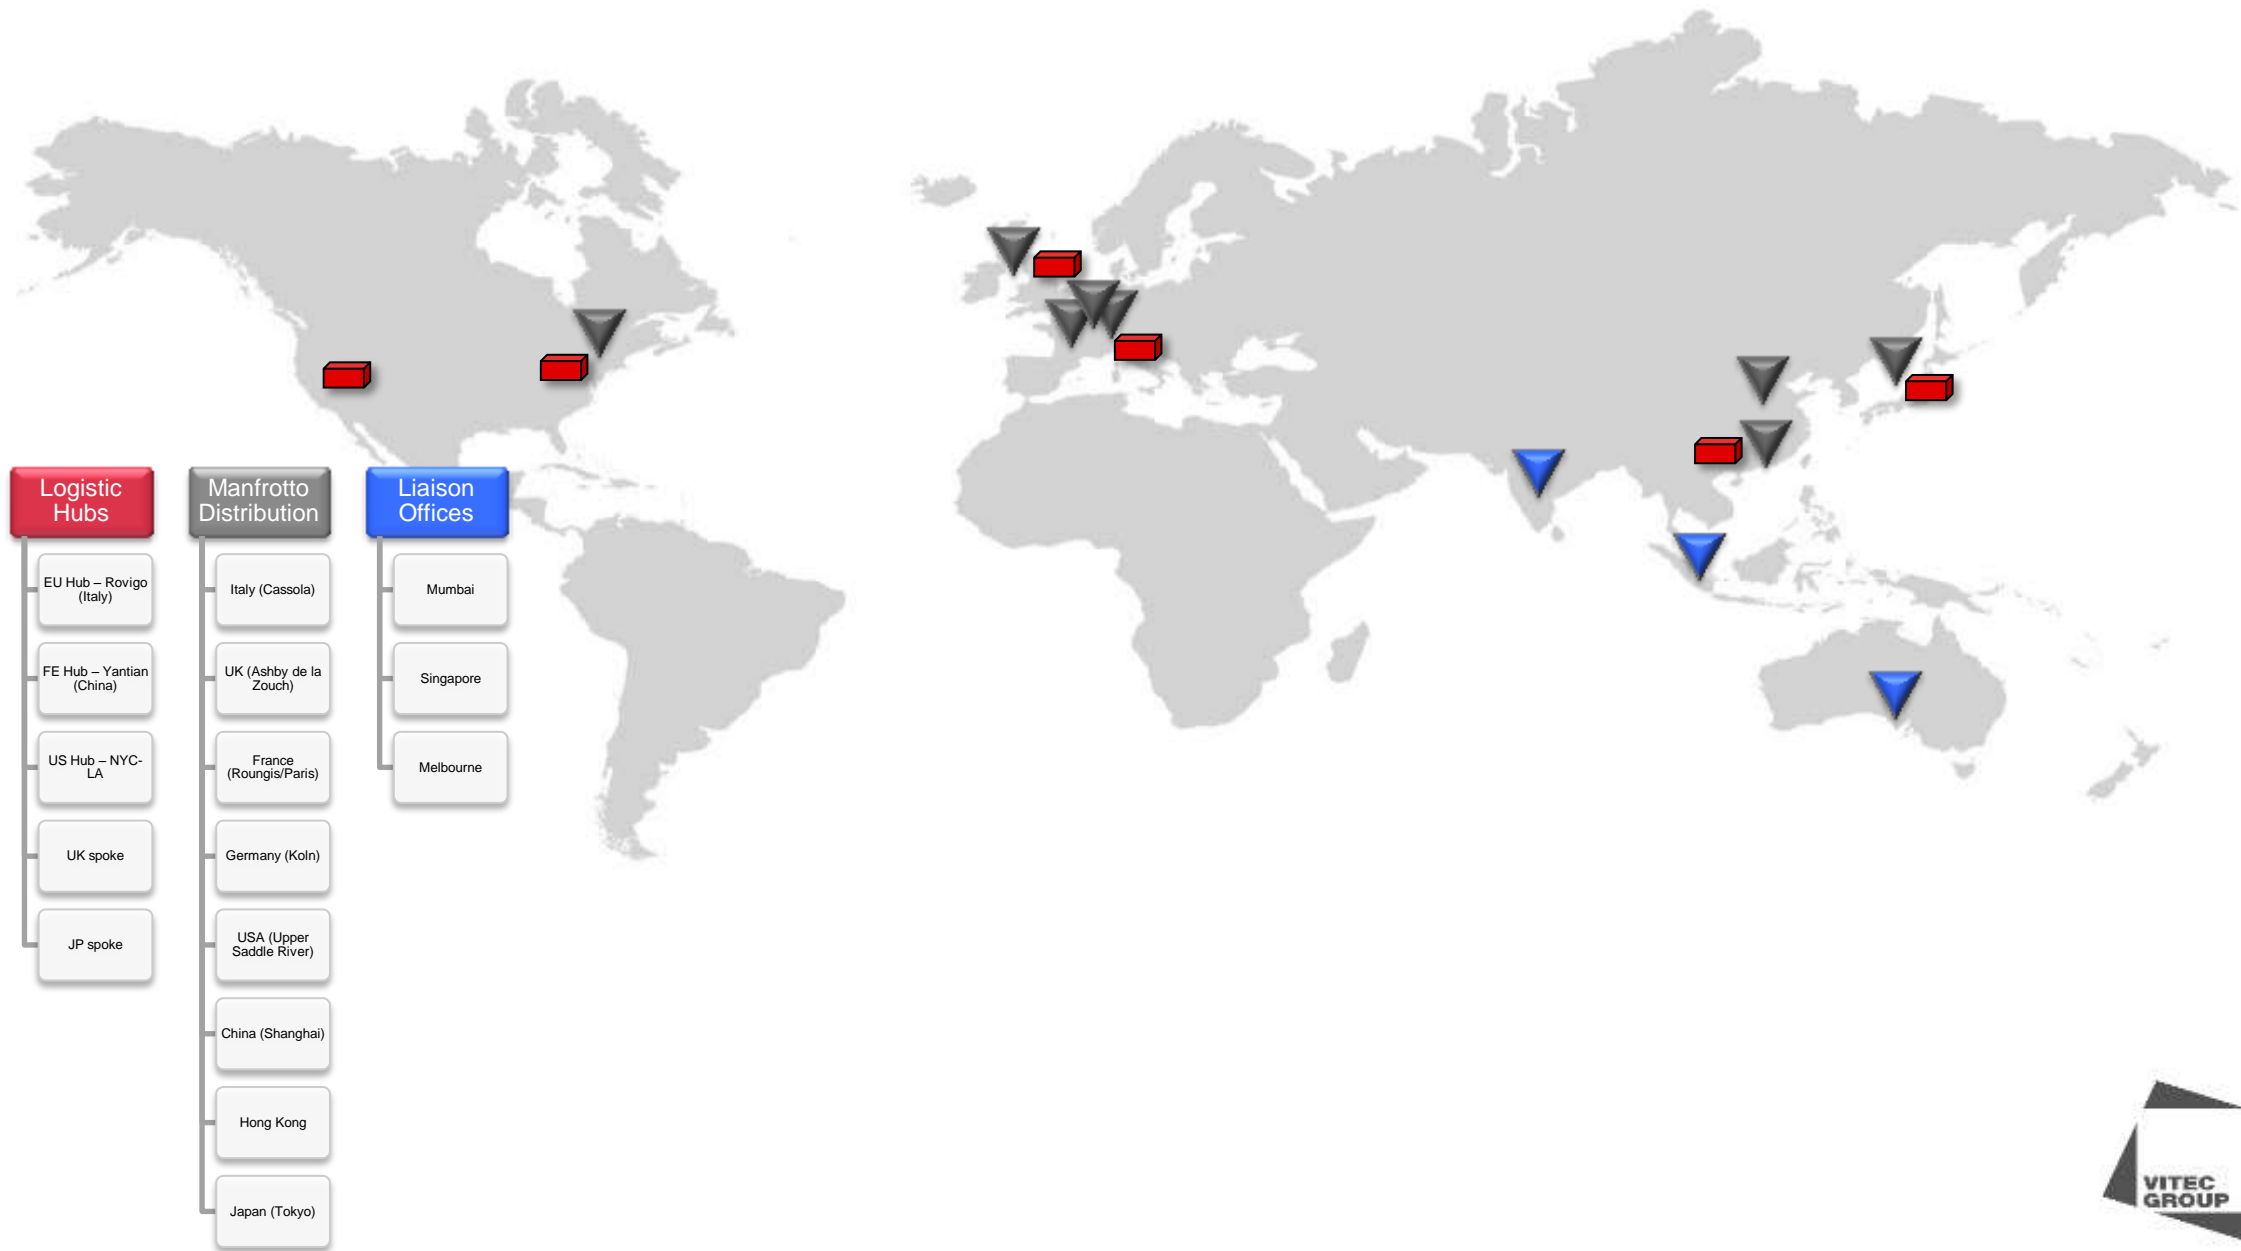 Logistic
Hubs
EU Hub – Rovigo
(Italy)
FE Hub – Yantian
(China)
US Hub – NYC-
LA
UK spoke
JP spoke
Manfrotto
Distribution
Italy (Cassola)
UK (Ashby de la
Zouch)
France
(Roungis/Paris)
Germany (Koln)
USA (Upper
Saddle River)
China (Shanghai)
Hong Kong
Japan (Tokyo)
Liaison
Offices
Mumbai
Singapore
Melbourne
VITEC
GROUP